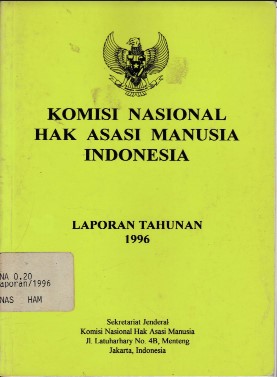 KOMISI NASIONAL
HAK ASASI MANUSIA
INDONESIA
LAPORAN TAHUNAN
1996
NA 0.20
aporan/1996
NAS HAM
Sekretariat Jenderal
Komisi Nasional Hak Asasi Manusia
Jl. Latuharhary No. 4B, Menteng
Jakarta, Indonesia